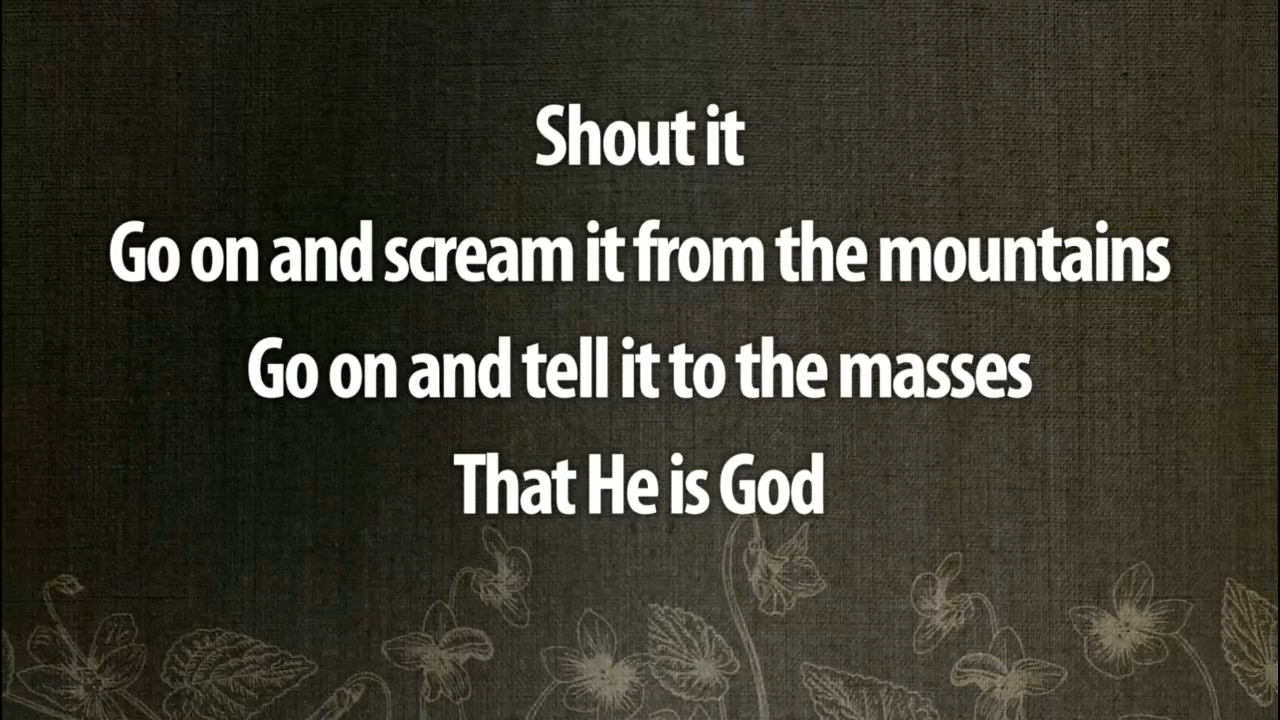 Shout it
Go on and scream it from the mountains
Go on and tell it to the masses
That He is God